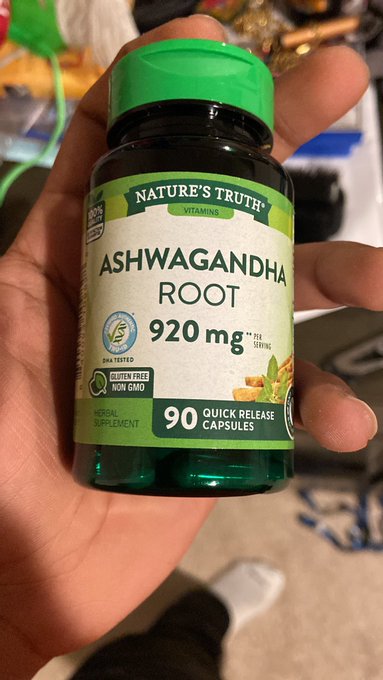 NATURE'S TRUTH®
VITAMINS
100%
ASHWAGANDHA
ROOT
920 mg**
PER
SERVING
DNA TESTED
GLUTEN FREE
NON GMO
HERBAL
SUPPLEMENT
90 QUICK RELEASE
CAPSULES